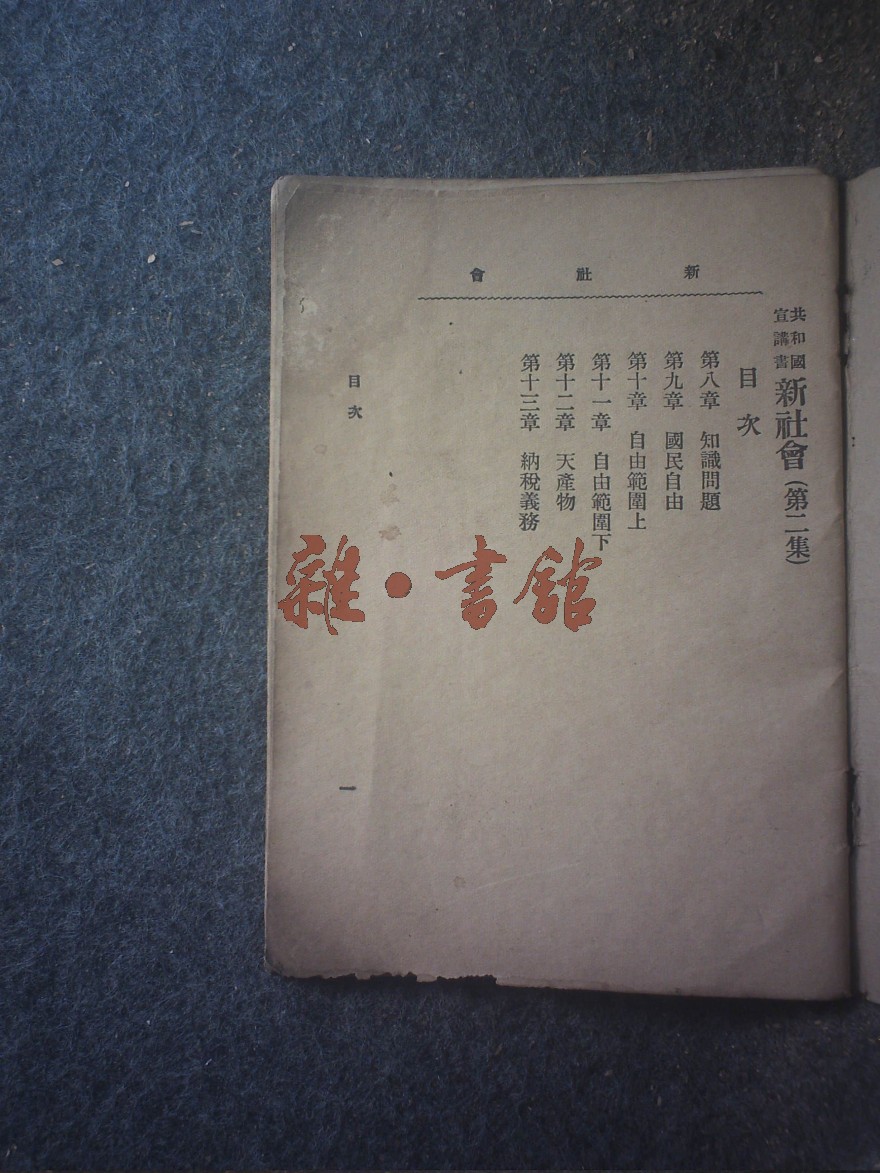 新社會
共和國
宣講書
新社會(第二集)
目次
第八章 知識問題
第九章 國民自由
第十章 自由範圍上
第十一章 自由範圍下
第十二章 天產物
第十三章 納稅義務
目次
一
雜·書館